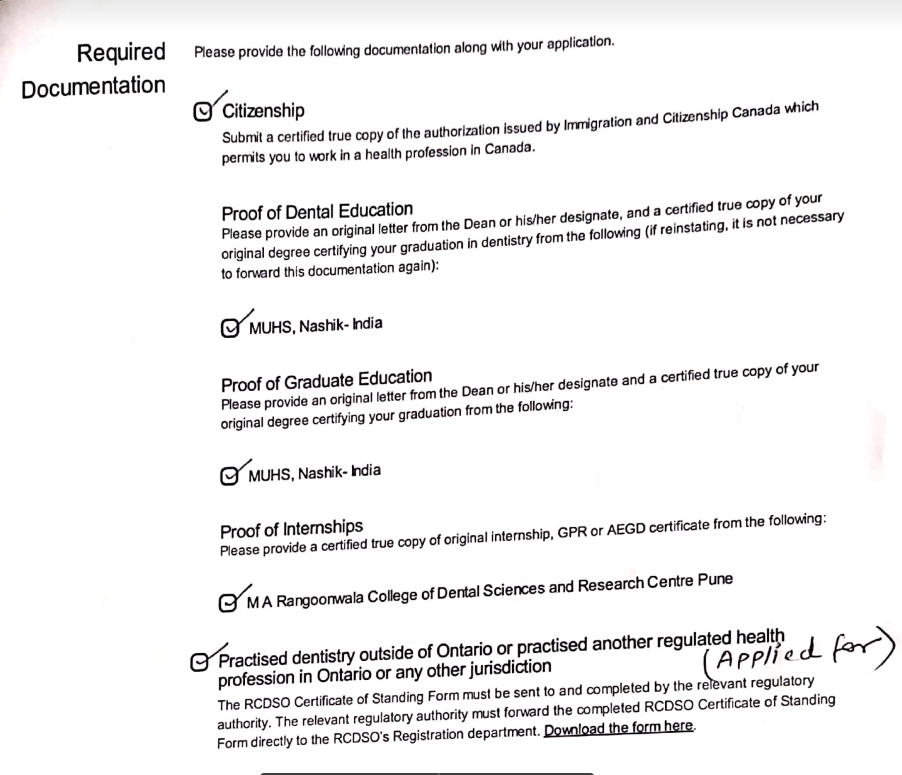 Required
Documentation
Please provide the following documentation along with your application.
Citizenship
Submit a certified true copy of the authorization issued by Immigration and Citizenship Canada which
permits you to work in a health profession in Canada.
Proof of Dental Education
Please provide an original letter from the Dean or his/her designate, and a certified true copy of your
original degree certifying your graduation in dentistry from the following (if reinstating, it is not necessary
to forward this documentation again):
MUHS, Nashik- India
Proof of Graduate Education
Please provide an original letter from the Dean or his/her designate and a certified true copy of your
original degree certifying your graduation from the following:
MUHS, Nashik- India
Proof of Internships
Please provide a certified true copy of original internship, GPR or AEGD certificate from the following:
M A Rangoonwala College of Dental Sciences and Research Centre Pune
Practised dentistry outside of Ontario or practised another regulated health
profession in Ontario or any other jurisdiction
(Applied for)
The RCDSO Certificate of Standing Form must be sent to and completed by the relevant regulatory
authority. The relevant regulatory authority must forward the completed RCDSO Certificate of Standing
Form directly to the RCDSO's Registration department. Download the form here.